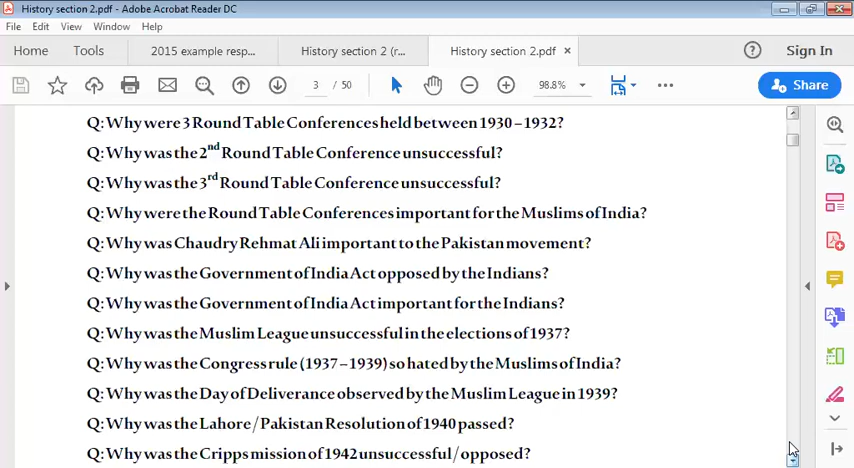 History section 2.pdf - Adobe Acrobat Reader DC
File Edit View Window Help
Home Tools 2015 example resp... History section 2 (r... History section 2.pdf × Sign In
3 / 50 98.8% Share
Q: Why were 3 Round Table Conferences held between 1930 – 1932?
Q: Why was the 2nd Round Table Conference unsuccessful?
Q: Why was the 3rd Round Table Conference unsuccessful?
Q: Why were the Round Table Conferences important for the Muslims of India?
Q: Why was Chaudry Rehmat Ali important to the Pakistan movement?
Q: Why was the Government of India Act opposed by the Indians?
Q: Why was the Government of India Act important for the Indians?
Q: Why was the Muslim League unsuccessful in the elections of 1937?
Q: Why was the Congress rule (1937 – 1939) so hated by the Muslims of India?
Q: Why was the Day of Deliverance observed by the Muslim League in 1939?
Q: Why was the Lahore / Pakistan Resolution of 1940 passed?
Q: Why was the Cripps mission of 1942 unsuccessful / opposed?